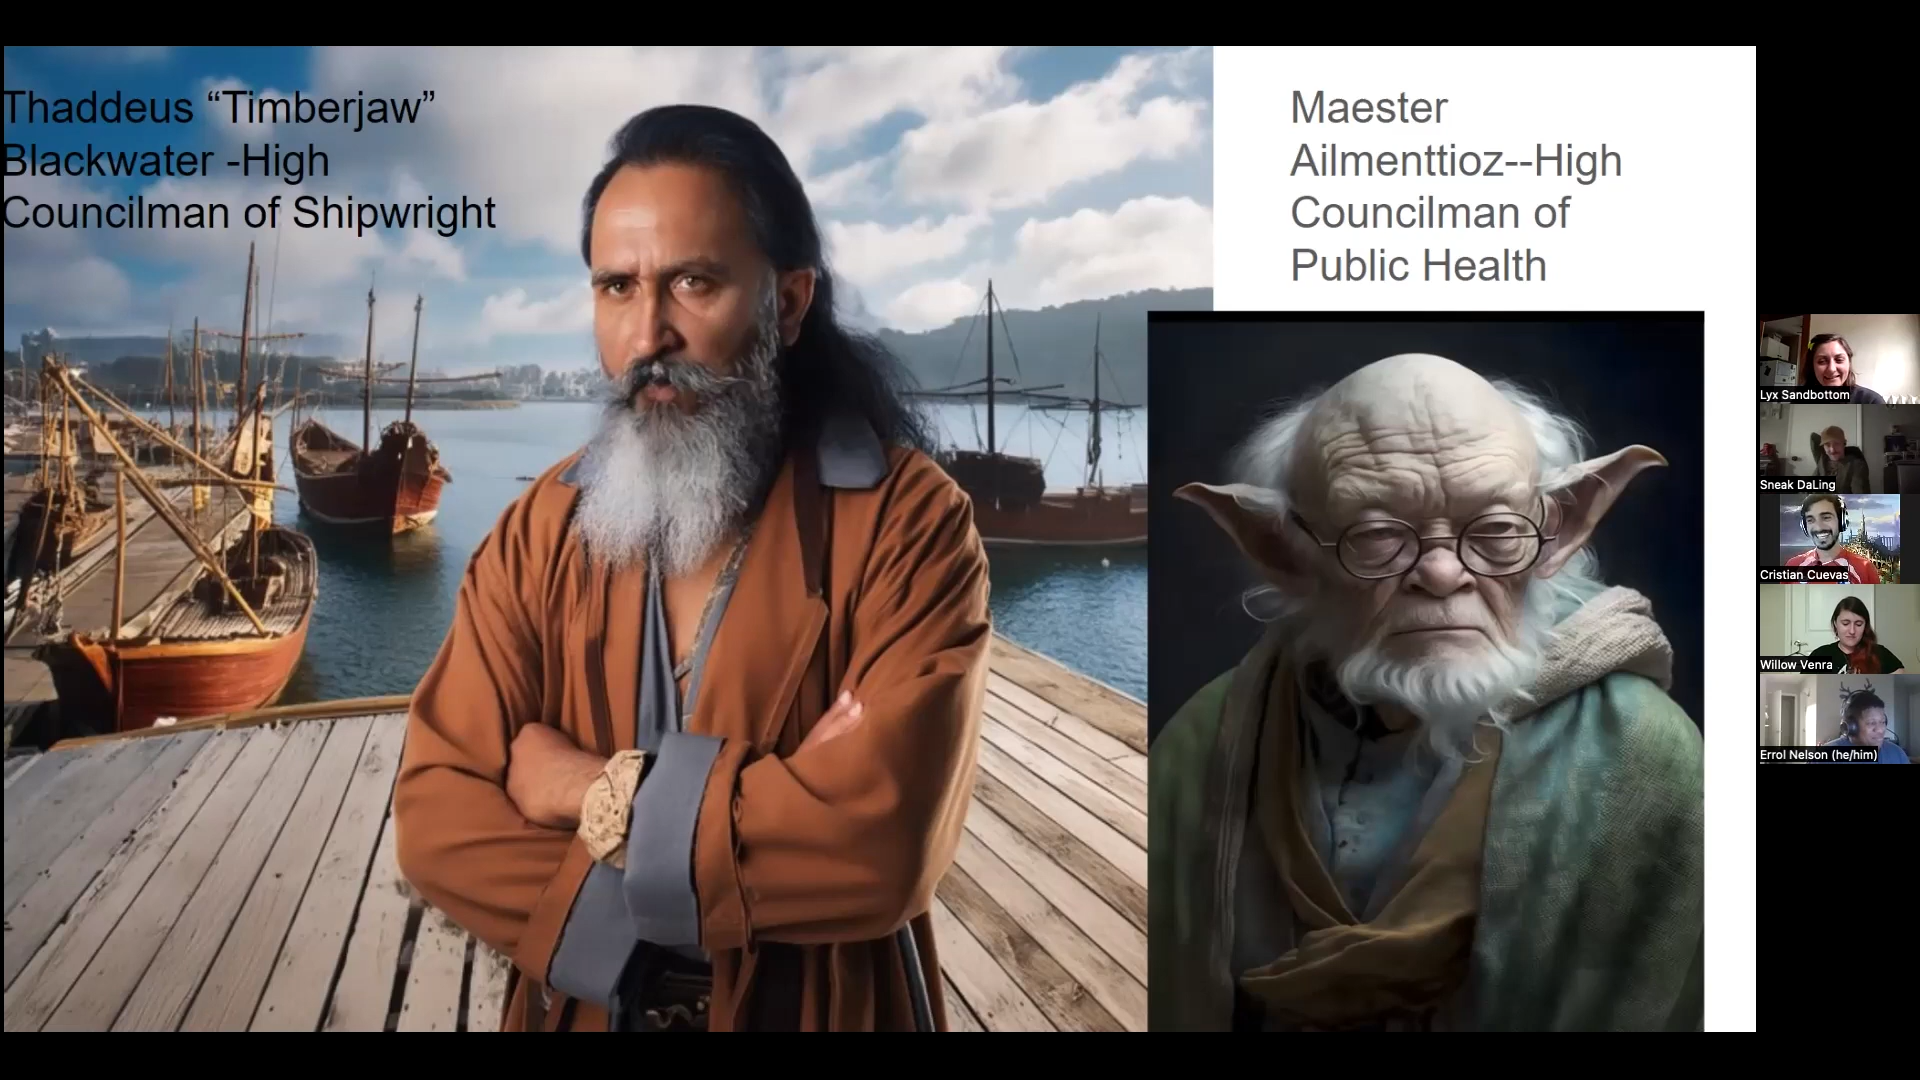 Thaddeus “Timberjaw”
Blackwater -High
Councilman of Shipwright
Maester
Ailmenttioz--High
Councilman of
Public Health
Lyx Sandbottom
Sneak DaLing
Cristian Cuevas
Willow Venra
Errol Nelson (he/him)